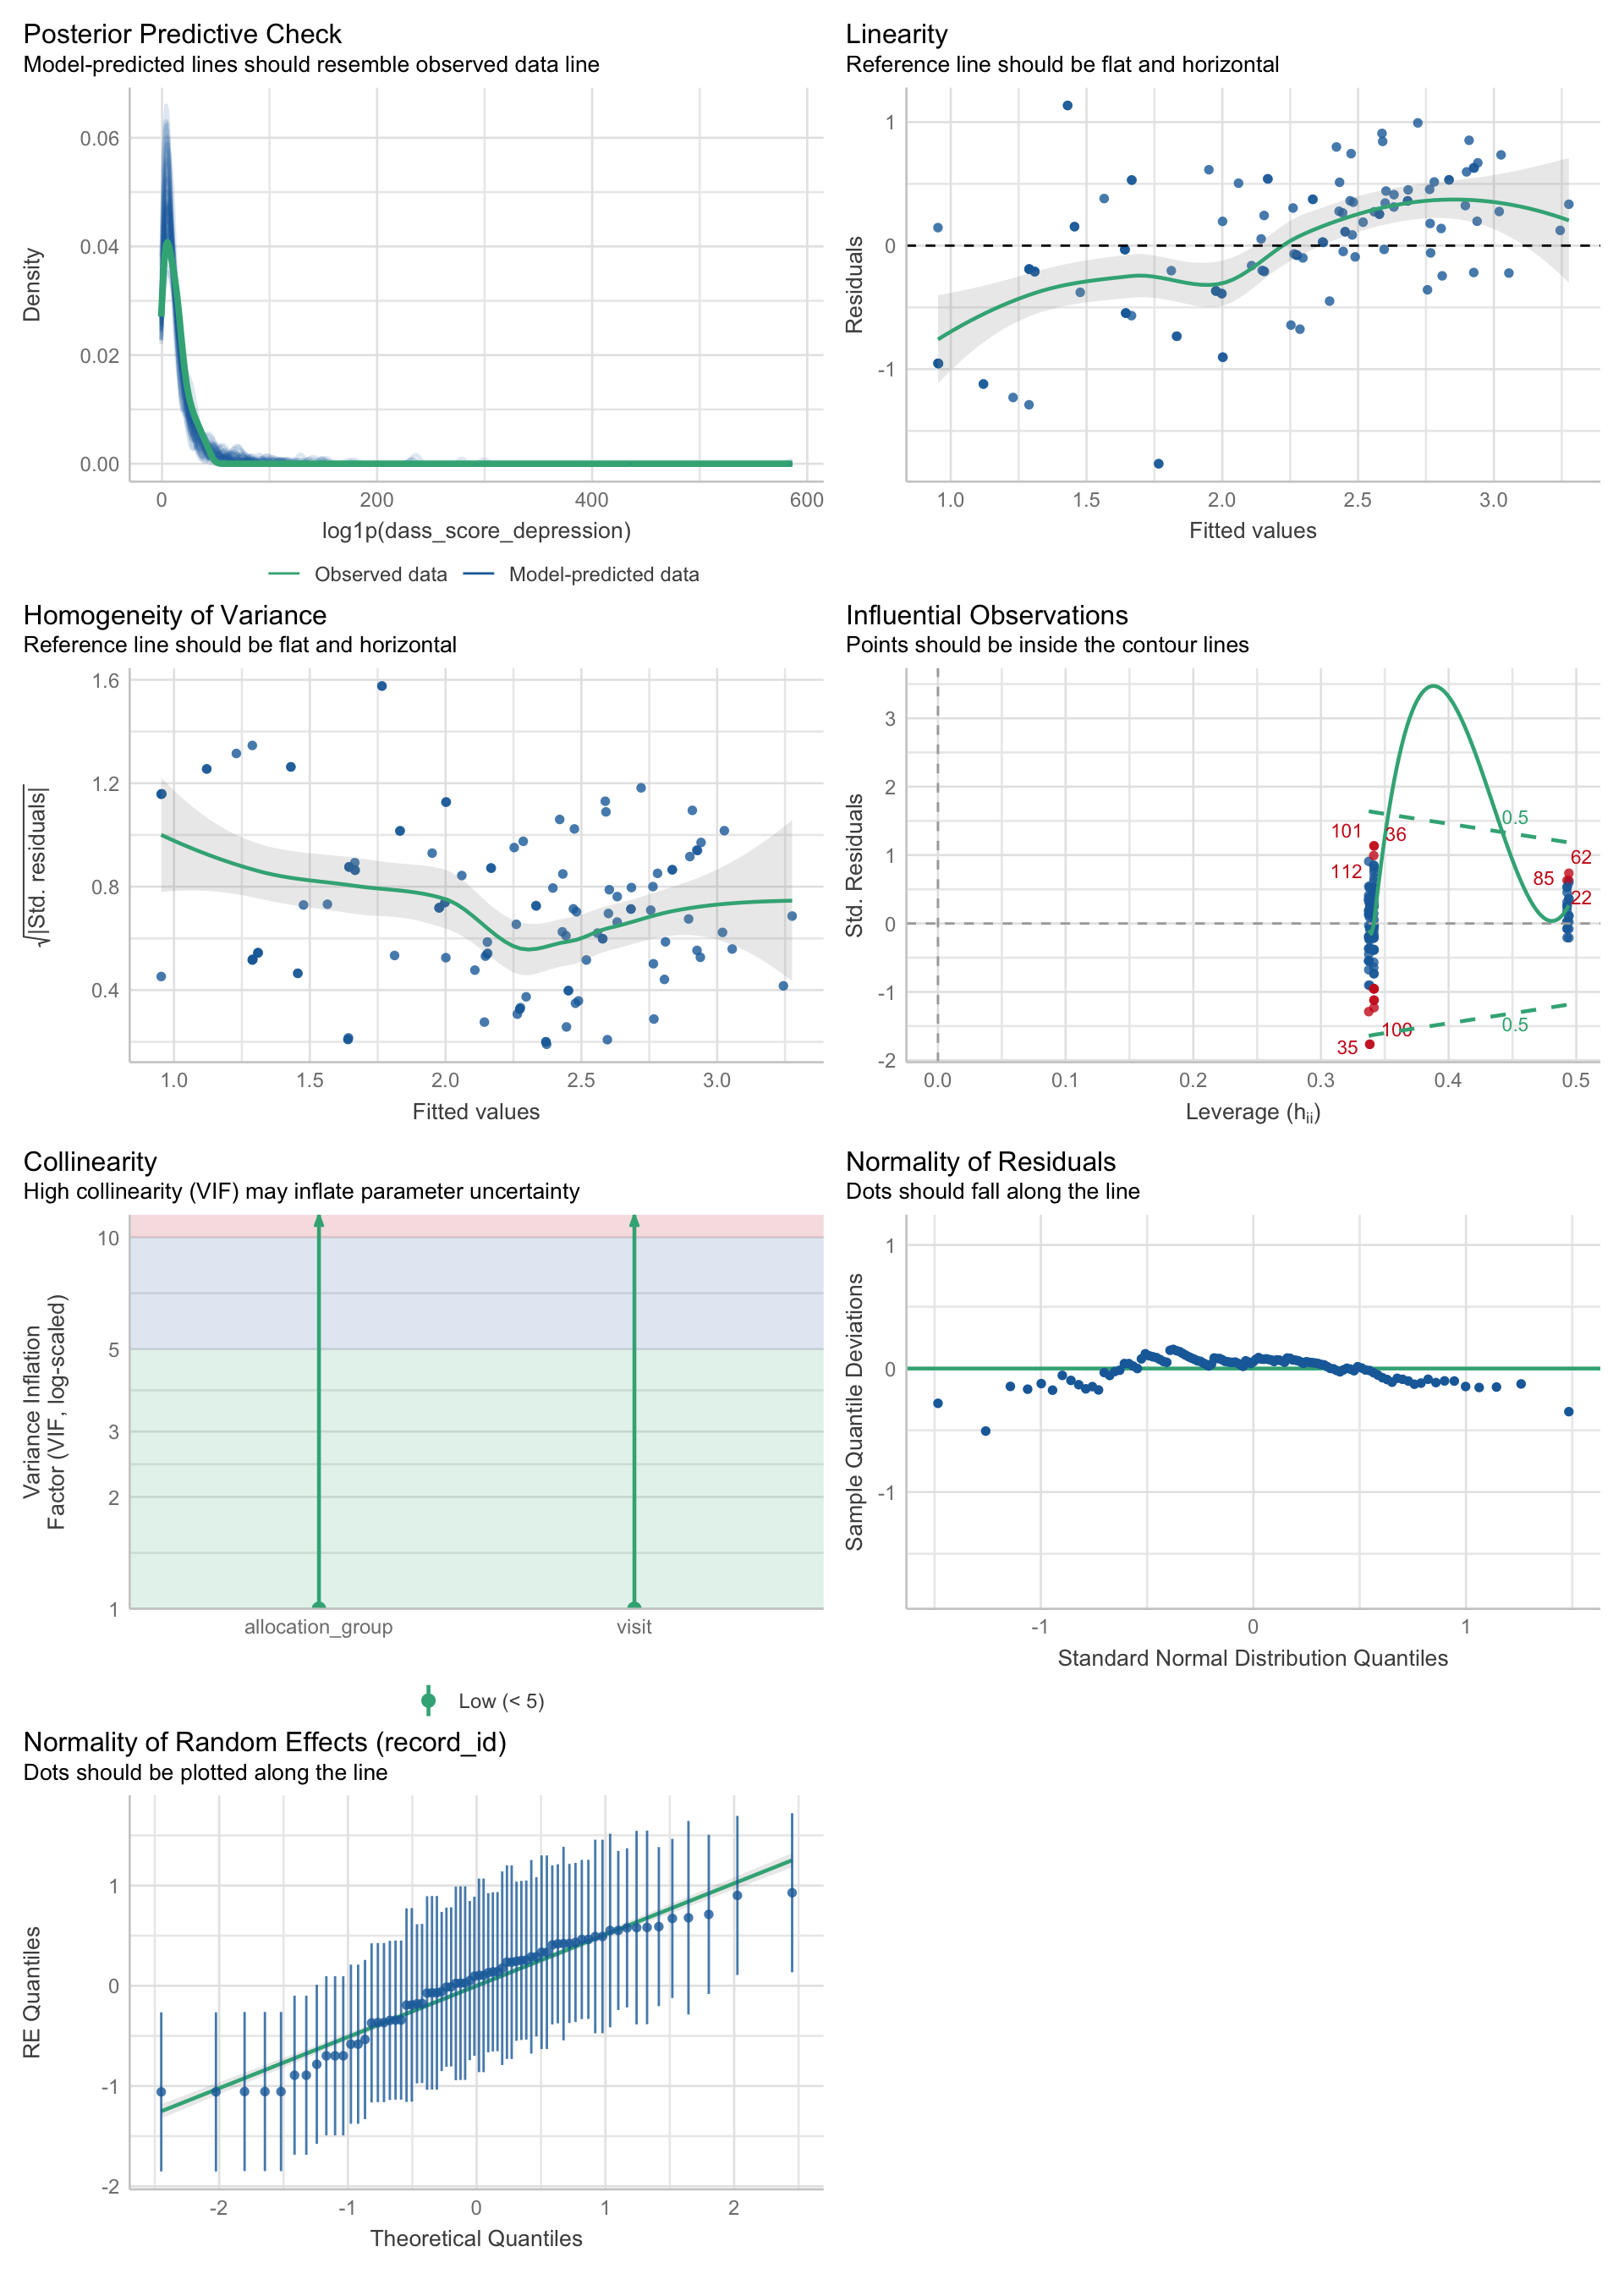 Posterior Predictive Check
Model-predicted lines should resemble observed data line
0.06
0.04
0.02
0.00
Density
0
200
400
600
log1p(dass_score_depression)
Observed data
Model-predicted data
Linearity
Reference line should be flat and horizontal
1
0
-1
Residuals
1.0
1.5
2.0
2.5
3.0
Fitted values
Homogeneity of Variance
Reference line should be flat and horizontal
1.6
1.2
0.8
0.4
√|Std. residuals|
1.0
1.5
2.0
2.5
3.0
Fitted values
Influential Observations
Points should be inside the contour lines
3
2
1
0
-1
-2
Std. Residuals
0.5
101
36
62
112
85
22
100
0.5
35
0.0
0.1
0.2
0.3
0.4
0.5
Leverage (hii)
Collinearity
High collinearity (VIF) may inflate parameter uncertainty
10
5
3
2
1
Variance Inflation
Factor (VIF, log-scaled)
allocation_group
visit
Low (< 5)
Normality of Residuals
Dots should fall along the line
1
0
-1
Sample Quantile Deviations
-1
0
1
Standard Normal Distribution Quantiles
Normality of Random Effects (record_id)
Dots should be plotted along the line
1
0
-1
-2
RE Quantiles
-2
-1
0
1
2
Theoretical Quantiles